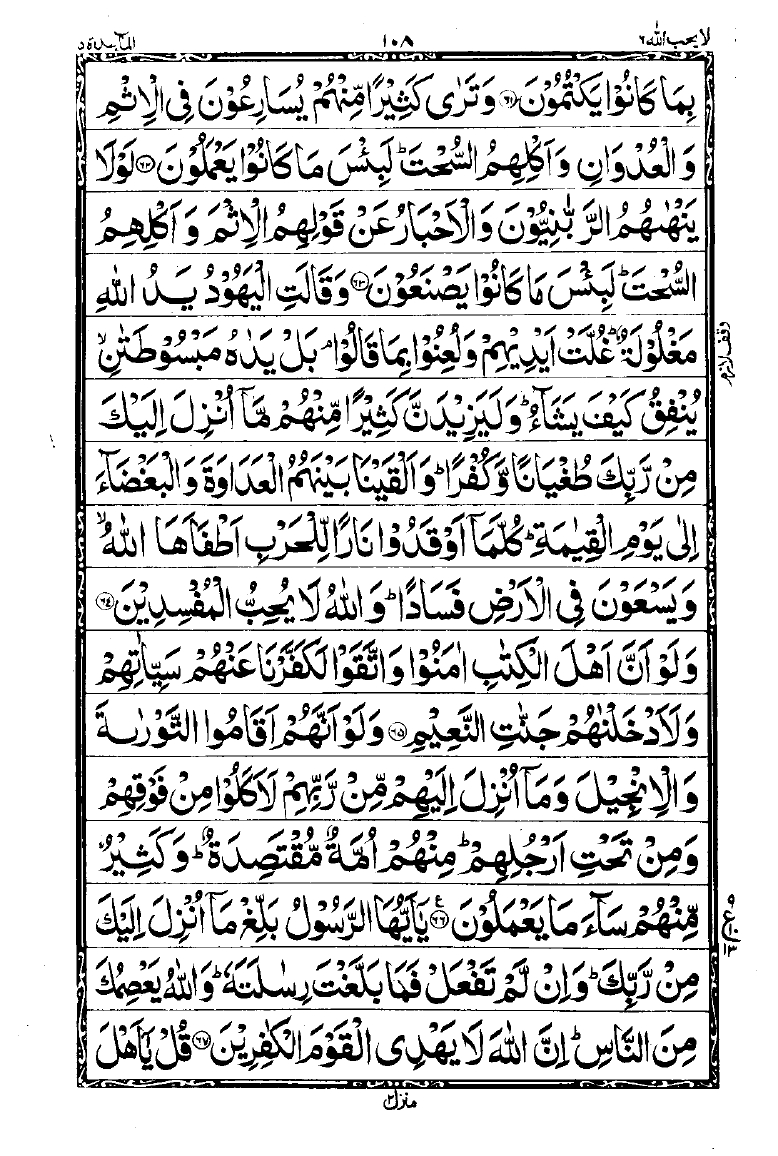 لا يحب الله ٦
١٠٨
المآئدة ٥
بِمَا كَانُوْا يَكْتُمُوْنَ ﴿٦١﴾ وَتَرٰى كَثِيْرًا مِّنْهُمْ يُسَارِعُوْنَ فِى الْاِثْمِ
وَالْعُدْوَانِ وَاَكْلِهِمُ السُّحْتَ ؕ لَبِئْسَ مَا كَانُوْا يَعْمَلُوْنَ ﴿٦٢﴾ لَوْلَا
يَنْهٰىهُمُ الرَّبّٰنِيُّوْنَ وَالْاَحْبَارُ عَنْ قَوْلِهِمُ الْاِثْمَ وَاَكْلِهِمُ
السُّحْتَ ؕ لَبِئْسَ مَا كَانُوْا يَصْنَعُوْنَ ﴿٦٣﴾ وَقَالَتِ الْيَهُوْدُ يَدُ اللّٰهِ
مَغْلُوْلَةٌ ؕ غُلَّتْ اَيْدِيْهِمْ وَلُعِنُوْا بِمَا قَالُوْا ۘ بَلْ يَدٰهُ مَبْسُوْطَتٰنِ ۙ
وقف لازم
يُنْفِقُ كَيْفَ يَشَآءُ ؕ وَلَيَزِيْدَنَّ كَثِيْرًا مِّنْهُمْ مَّاۤ اُنْزِلَ اِلَيْكَ
مِنْ رَّبِّكَ طُغْيَانًا وَّكُفْرًا ؕ وَاَلْقَيْنَا بَيْنَهُمُ الْعَدَاوَةَ وَالْبَغْضَآءَ
اِلٰى يَوْمِ الْقِيٰمَةِ ؕ كُلَّمَاۤ اَوْقَدُوْا نَارًا لِّلْحَرْبِ اَطْفَاَهَا اللّٰهُ ۙ
وَيَسْعَوْنَ فِى الْاَرْضِ فَسَادًا ؕ وَاللّٰهُ لَا يُحِبُّ الْمُفْسِدِيْنَ ﴿٦٤﴾
وَلَوْ اَنَّ اَهْلَ الْكِتٰبِ اٰمَنُوْا وَاتَّقَوْا لَكَفَّرْنَا عَنْهُمْ سَيِّاٰتِهِمْ
وَلَاَدْخَلْنٰهُمْ جَنّٰتِ النَّعِيْمِ ﴿٦٥﴾ وَلَوْ اَنَّهُمْ اَقَامُوا التَّوْرٰىةَ
وَالْاِنْجِيْلَ وَمَاۤ اُنْزِلَ اِلَيْهِمْ مِّنْ رَّبِّهِمْ لَاَكَلُوْا مِنْ فَوْقِهِمْ
وَمِنْ تَحْتِ اَرْجُلِهِمْ ؕ مِنْهُمْ اُمَّةٌ مُّقْتَصِدَةٌ ؕ وَكَثِيْرٌ
مِّنْهُمْ سَآءَ مَا يَعْمَلُوْنَ ﴿٦٦﴾ يٰۤاَيُّهَا الرَّسُوْلُ بَلِّغْ مَاۤ اُنْزِلَ اِلَيْكَ
مِنْ رَّبِّكَ ؕ وَاِنْ لَّمْ تَفْعَلْ فَمَا بَلَّغْتَ رِسٰلَتَهٗ ؕ وَاللّٰهُ يَعْصِمُكَ
مِنَ النَّاسِ ؕ اِنَّ اللّٰهَ لَا يَهْدِى الْقَوْمَ الْكٰفِرِيْنَ ﴿٦٧﴾ قُلْ يٰۤاَهْلَ
منزل ٢